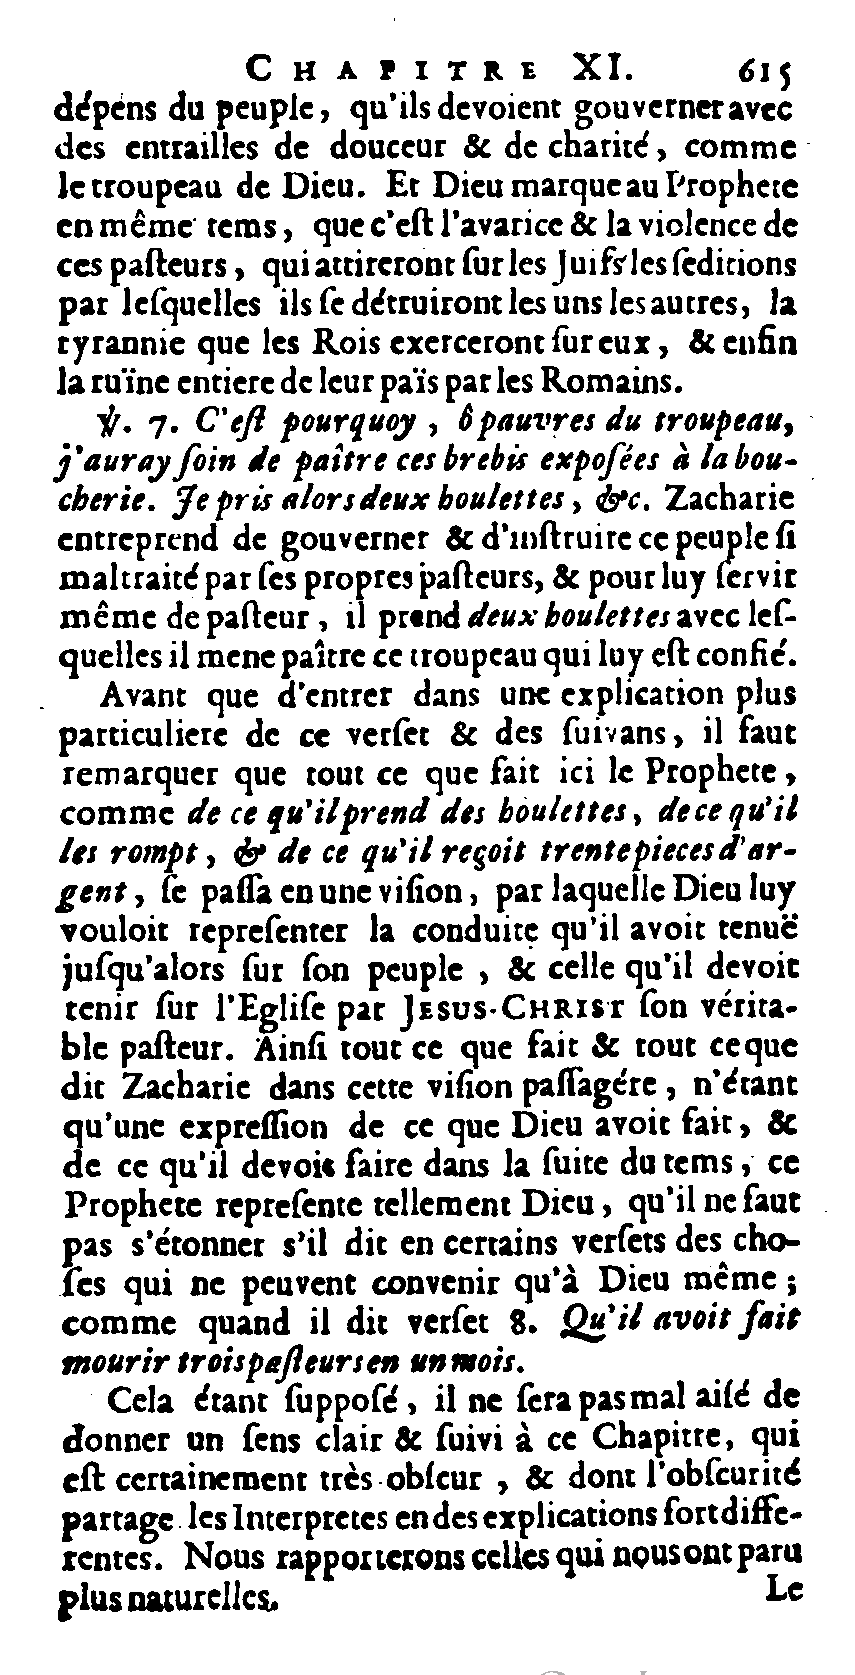 CHAPITRE XI. 615
dépens du peuple, qu'ils devoient gouverner avec
des entrailles de douceur & de charité, comme
le troupeau de Dieu. Et Dieu marque au Prophete
en même tems, que c'eſt l'avarice & la violence de
ces paſteurs, qui attireront ſur les Juifs les ſeditions
par leſquelles ils ſe détruiront les uns les autres, la
tyrannie que les Rois exerceront ſur eux, & enfin
la ruïne entiere de leur païs par les Romains.
℣. 7. C'eſt pourquoy, ô pauvres du troupeau,
j'auray ſoin de paître ces brebis expoſées à la bou-
cherie. Je pris alors deux boulettes, &c. Zacharie
entreprend de gouverner & d'inſtruire ce peuple ſi
maltraité par ſes propres paſteurs, & pour luy ſervir
même de paſteur, il prend deux boulettes avec leſ-
quelles il mene paître ce troupeau qui luy eſt confié.
Avant que d'entrer dans une explication plus
particuliere de ce verſet & des ſuivans, il faut
remarquer que tout ce que fait ici le Prophete,
comme de ce qu'il prend des boulettes, de ce qu'il
les rompt, & de ce qu'il reçoit trente pieces d'ar-
gent, ſe paſſa en une viſion, par laquelle Dieu luy
vouloit repreſenter la conduite qu'il avoit tenuë
juſqu'alors ſur ſon peuple, & celle qu'il devoit
tenir ſur l'Egliſe par JESUS-CHRIST ſon vérita-
ble paſteur. Ainſi tout ce que fait & tout ce que
dit Zacharie dans cette viſion paſſagére, n'étant
qu'une expreſſion de ce que Dieu avoit fait, &
de ce qu'il devoit faire dans la ſuite du tems, ce
Prophete repreſente tellement Dieu, qu'il ne faut
pas s'étonner s'il dit en certains verſets des cho-
ſes qui ne peuvent convenir qu'à Dieu même;
comme quand il dit verſet 8. Qu'il avoit fait
mourir trois paſteurs en un mois.
Cela étant ſuppoſé, il ne ſera pas mal aiſé de
donner un ſens clair & ſuivi à ce Chapitre, qui
eſt certainement très-obſcur, & dont l'obſcurité
partage les Interpretes en des explications fort diffe-
rentes. Nous rapporterons celles qui nous ont paru
plus naturelles.
Le